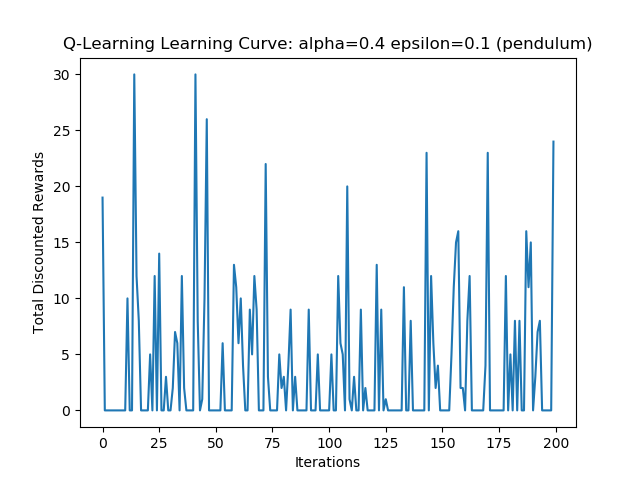 Q-Learning Learning Curve: alpha=0.4 epsilon=0.1 (pendulum)
30
25
20
15
10
5
0
Total Discounted Rewards
0 25 50 75 100 125 150 175 200
Iterations